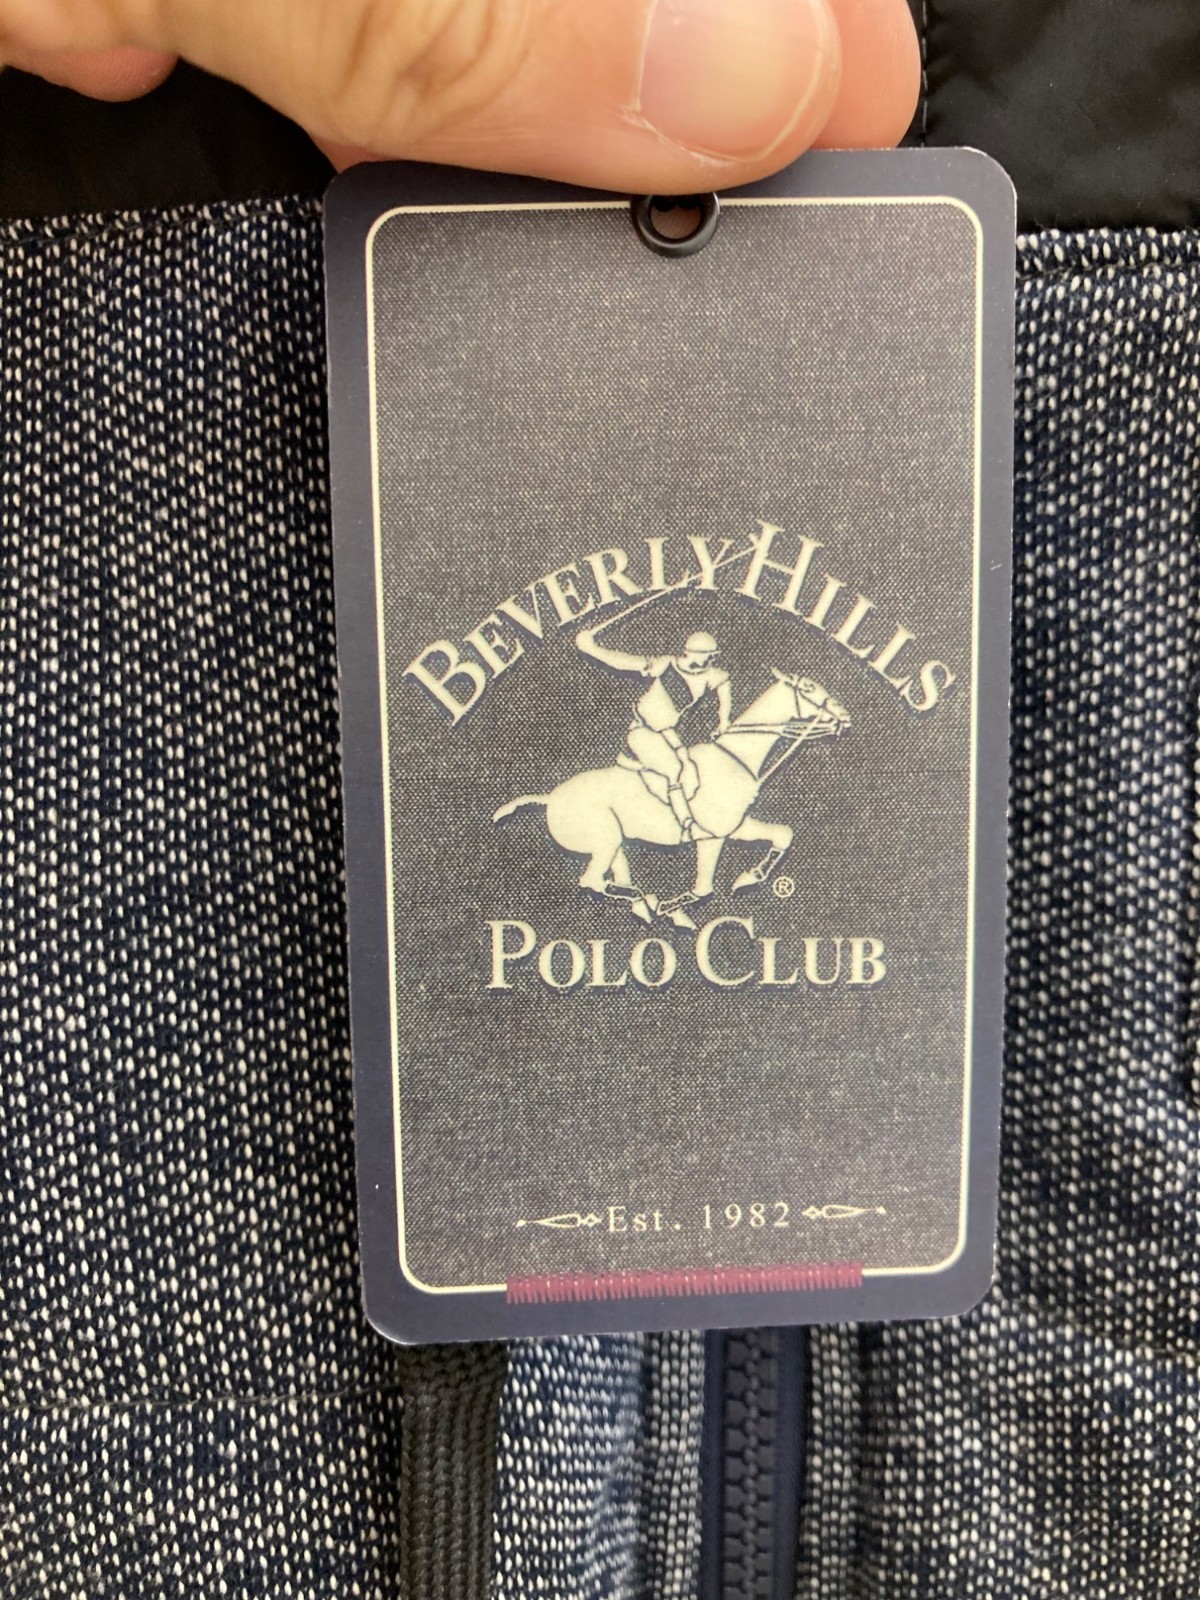 BEVERLY HILLS
®
POLO CLUB
Est. 1982